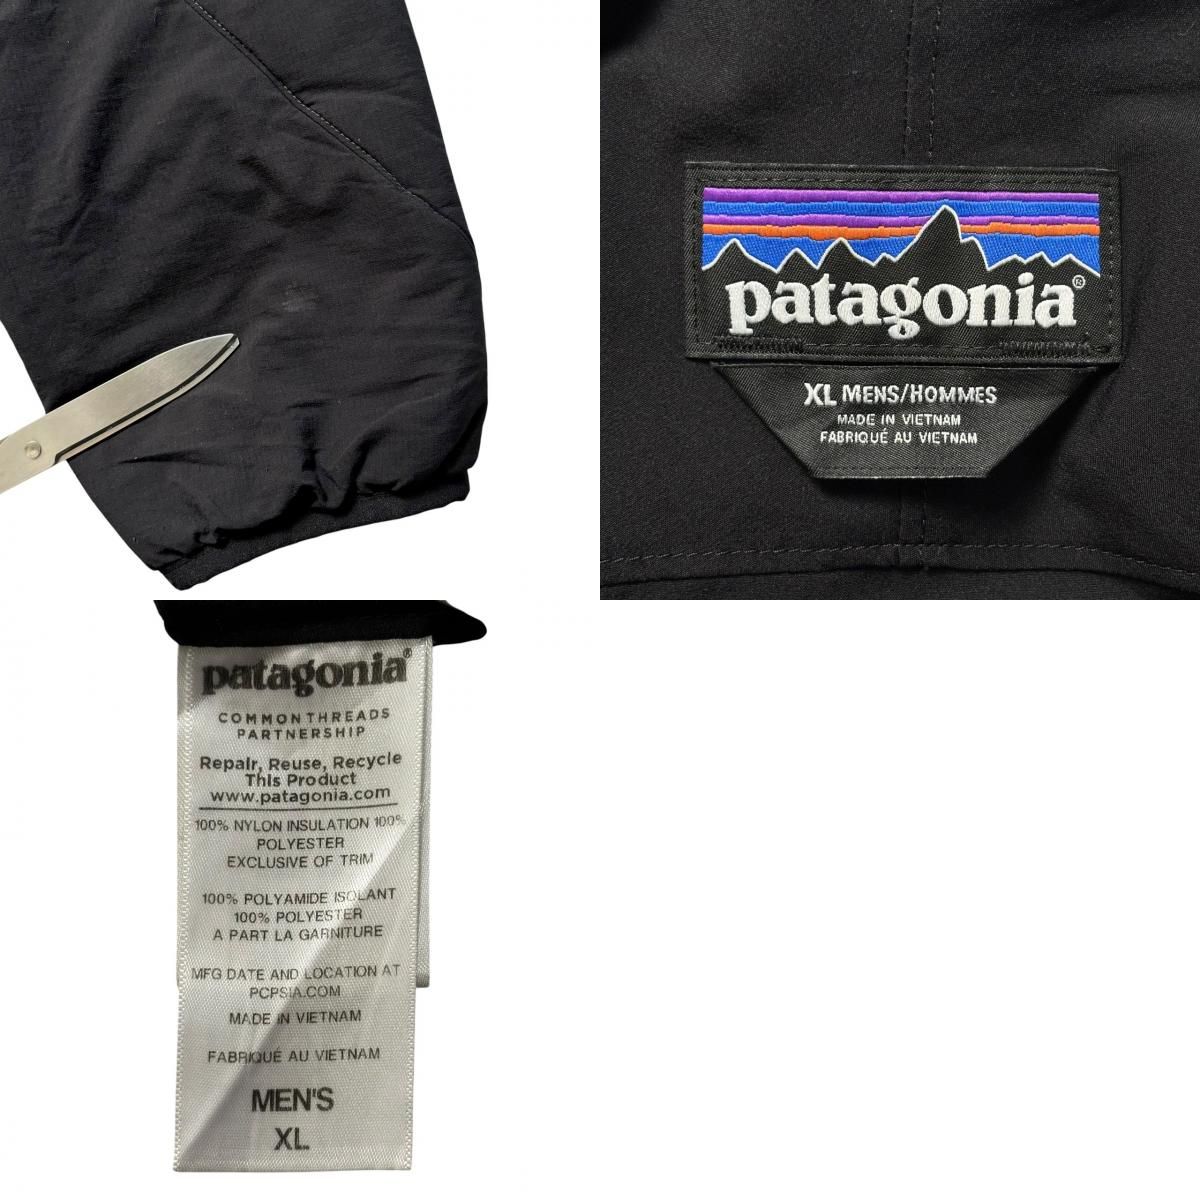 patagonia®
XL MENS/HOMMES
MADE IN VIETNAM
FABRIQUÉ AU VIETNAM
patagonia®
COMMON THREADS
PARTNERSHIP
Repair, Reuse, Recycle
This Product
www.patagonia.com
100% NYLON INSULATION 100%
POLYESTER
EXCLUSIVE OF TRIM
100% POLYAMIDE ISOLANT
100% POLYESTER
A PART LA GARNITURE
MFG DATE AND LOCATION AT
PCPSIA.COM
MADE IN VIETNAM
FABRIQUÉ AU VIETNAM
MEN'S
XL